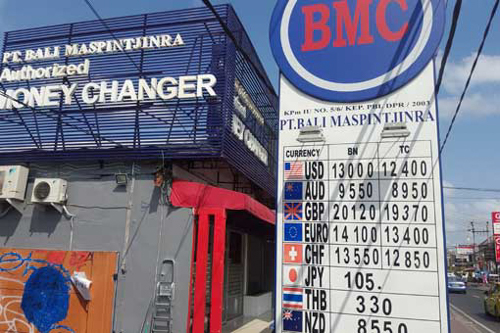 PT. BALI MASPINTJINRA
Authorized
MONEY CHANGER
BMC
KPm IU NO. 5/6/ KEP. PBI. DPR / 2003
PT.BALI MASPINTJINRA
CURRENCY BN TC
USD 13000 12400
AUD 9550 8950
GBP 20120 19370
EURO 14100 13400
CHF 13550 12850
JPY 105.
THB 330
NZD 8550